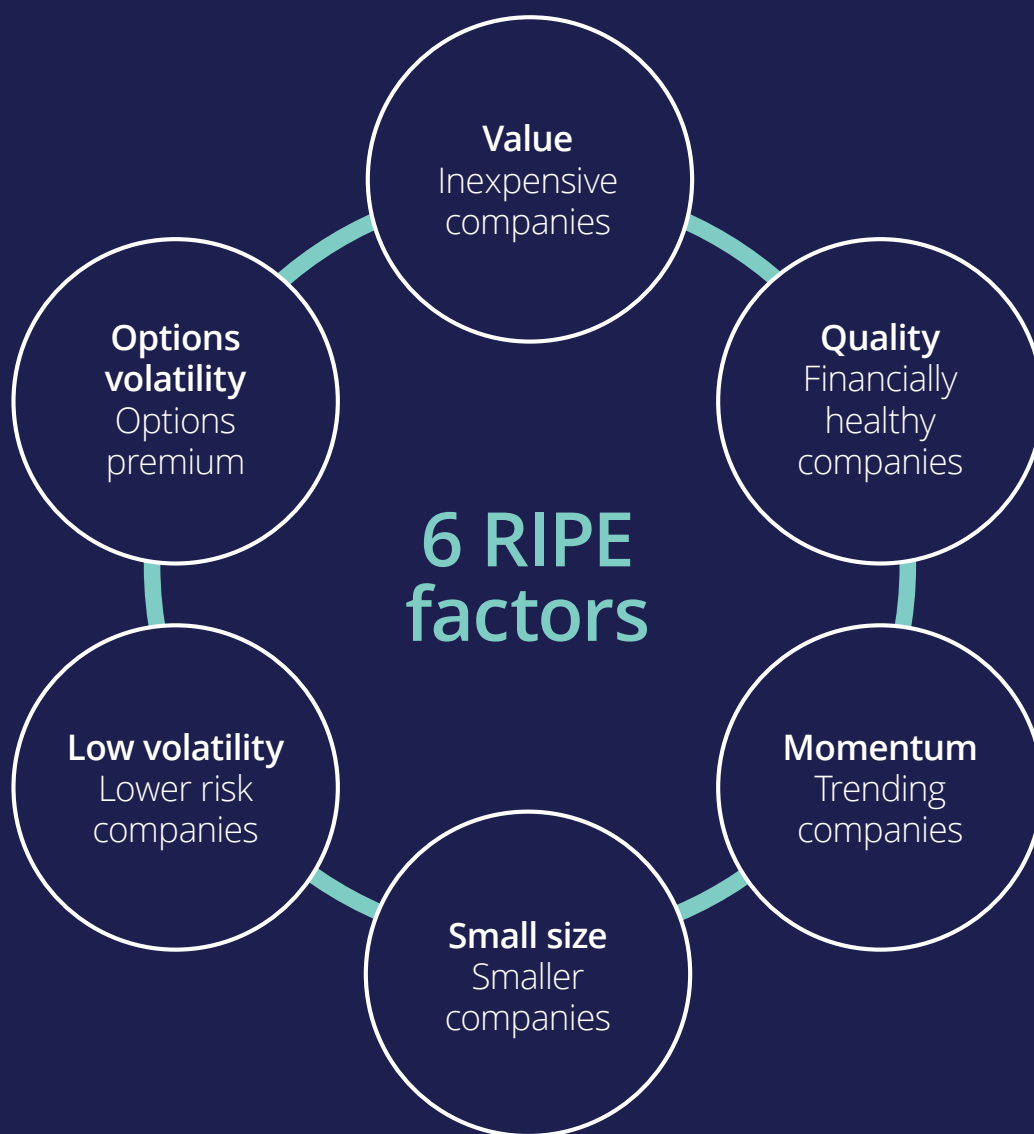 Value
Inexpensive
companies
Quality
Financially
healthy
companies
Momentum
Trending
companies
Small size
Smaller
companies
Low volatility
Lower risk
companies
Options
volatility
Options
premium
6 RIPE
factors